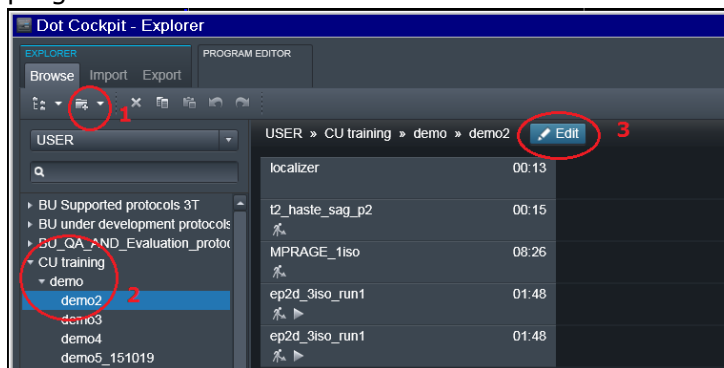 Dot Cockpit - Explorer
EXPLORER
PROGRAM EDITOR
Browse Import Export
1
USER
USER » CU training » demo » demo2 Edit 3
localizer 00:13
BU Supported protocols 3T
t2_haste_sag_p2 00:15
BU under development protocols
BU_QA_AND_Evaluation_protoc
MPRAGE_1iso 08:26
CU training
demo
ep2d_3iso_run1 01:48
demo2 2
demo3
demo4
ep2d_3iso_run1 01:48
demo5_151019